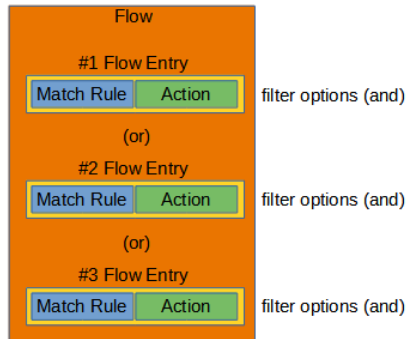 Flow
#1 Flow Entry
Match Rule Action filter options (and)
(or)
#2 Flow Entry
Match Rule Action filter options (and)
(or)
#3 Flow Entry
Match Rule Action filter options (and)